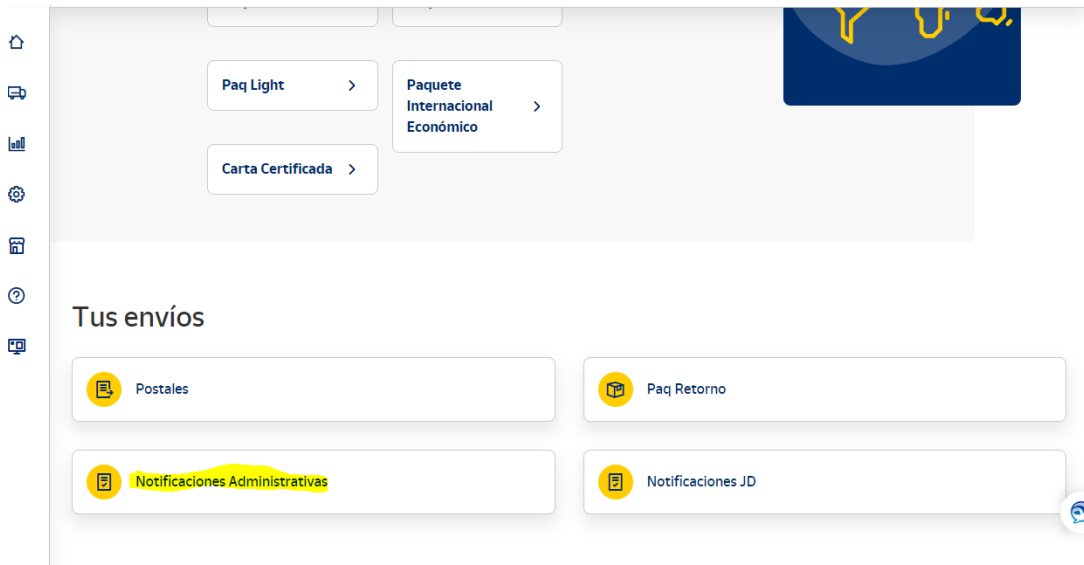 Paq Light
Paquete
Internacional
Económico
Carta Certificada
Tus envíos
Postales
Paq Retorno
Notificaciones Administrativas
Notificaciones JD